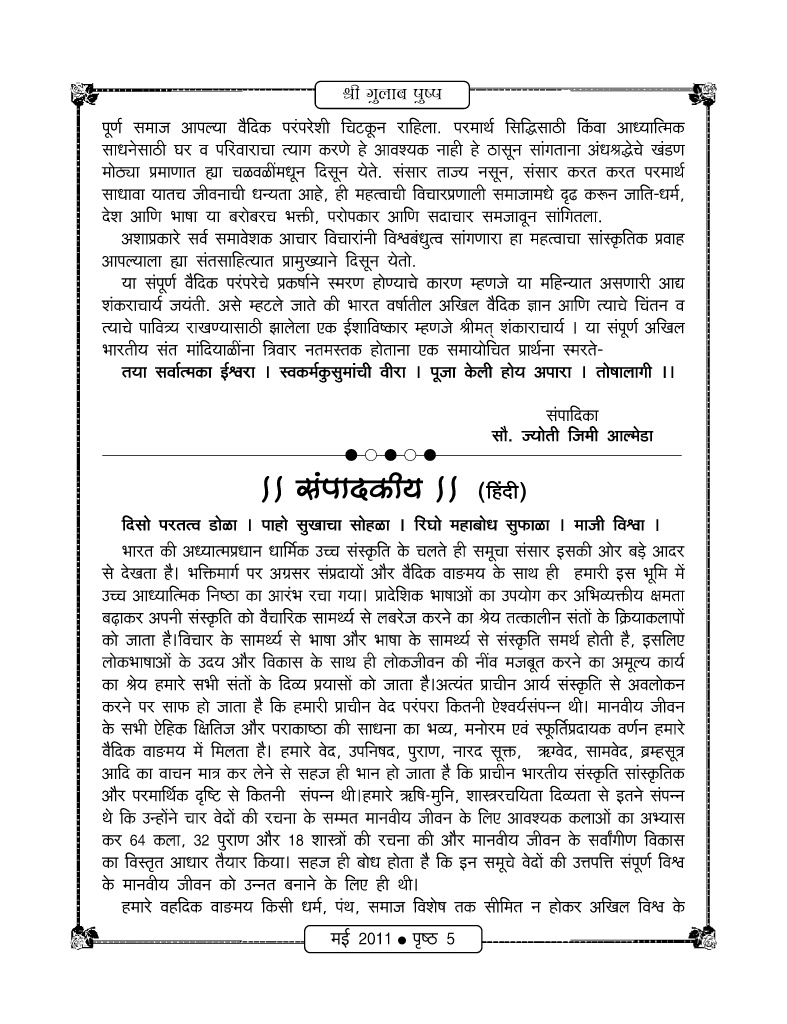 श्री गुलाब पुष्प
पूर्ण समाज आपल्या वैदिक परंपरेशी चिटकून राहिला. परमार्थ सिद्धिसाठी किंवा आध्यात्मिक
साधनेसाठी घर व परिवाराचा त्याग करणे हे आवश्यक नाही हे ठासून सांगताना अंधश्रद्धेचे खंडण
मोठ्या प्रमाणात ह्या चळवळींमधून दिसून येते. संसार ताज्य नसून, संसार करत करत परमार्थ
साधावा यातच जीवनाची धन्यता आहे, ही महत्वाची विचारप्रणाली समाजामधे दृढ करून जाति-धर्म,
देश आणि भाषा या बरोबरच भक्ती, परोपकार आणि सदाचार समजावून सांगितला.
अशाप्रकारे सर्व समावेशक आचार विचारांनी विश्वबंधुत्व सांगणारा हा महत्वाचा सांस्कृतिक प्रवाह
आपल्याला ह्या संतसाहित्यात प्रामुख्याने दिसून येतो.
या संपूर्ण वैदिक परंपरेचे प्रकर्षाने स्मरण होण्याचे कारण म्हणजे या महिन्यात असणारी आद्य
शंकराचार्य जयंती. असे म्हटले जाते की भारत वर्षातील अखिल वैदिक ज्ञान आणि त्याचे चिंतन व
त्याचे पावित्र्य राखण्यासाठी झालेला एक ईशाविष्कार म्हणजे श्रीमत् शंकाराचार्य । या संपूर्ण अखिल
भारतीय संत मांदियाळींना त्रिवार नतमस्तक होताना एक समायोचित प्रार्थना स्मरते-
तया सर्वात्मका ईश्वरा । स्वकर्मकुसुमांची वीरा । पूजा केली होय अपारा । तोषालागी ।।
संपादिका
सौ. ज्योती जिमी आल्मेडा
।। संपादकीय ।। (हिंदी)
दिसो परतत्व डोळा । पाहो सुखाचा सोहळा । रिघो महाबोध सुफाळा । माजी विश्वा ।
भारत की अध्यात्मप्रधान धार्मिक उच्च संस्कृति के चलते ही समूचा संसार इसकी ओर बड़े आदर
से देखता है। भक्तिमार्ग पर अग्रसर संप्रदायों और वैदिक वाङमय के साथ ही हमारी इस भूमि में
उच्च आध्यात्मिक निष्ठा का आरंभ रचा गया। प्रादेशिक भाषाओं का उपयोग कर अभिव्यक्तीय क्षमता
बढ़ाकर अपनी संस्कृति को वैचारिक सामर्थ्य से लबरेज करने का श्रेय तत्कालीन संतों के क्रियाकलापों
को जाता है।विचार के सामर्थ्य से भाषा और भाषा के सामर्थ्य से संस्कृति समर्थ होती है, इसलिए
लोकभाषाओं के उदय और विकास के साथ ही लोकजीवन की नींव मजबूत करने का अमूल्य कार्य
का श्रेय हमारे सभी संतों के दिव्य प्रयासों को जाता है।अत्यंत प्राचीन आर्य संस्कृति से अवलोकन
करने पर साफ हो जाता है कि हमारी प्राचीन वेद परंपरा कितनी ऐश्वर्यसंपन्न थी। मानवीय जीवन
के सभी ऐहिक क्षितिज और पराकाष्ठा की साधना का भव्य, मनोरम एवं स्फूर्तिप्रदायक वर्णन हमारे
वैदिक वाङमय में मिलता है। हमारे वेद, उपनिषद, पुराण, नारद सूक्त, ऋग्वेद, सामवेद, ब्रम्हसूत्र
आदि का वाचन मात्र कर लेने से सहज ही भान हो जाता है कि प्राचीन भारतीय संस्कृति सांस्कृतिक
और परमार्थिक दृष्टि से कितनी संपन्न थी।हमारे ऋषि-मुनि, शास्त्ररचयिता दिव्यता से इतने संपन्न
थे कि उन्होंने चार वेदों की रचना के सम्मत मानवीय जीवन के लिए आवश्यक कलाओं का अभ्यास
कर 64 कला, 32 पुराण और 18 शास्त्रों की रचना की और मानवीय जीवन के सर्वांगीण विकास
का विस्तृत आधार तैयार किया। सहज ही बोध होता है कि इन समूचे वेदों की उत्तपत्ति संपूर्ण विश्व
के मानवीय जीवन को उन्नत बनाने के लिए ही थी।
हमारे वहदिक वाङमय किसी धर्म, पंथ, समाज विशेष तक सीमित न होकर अखिल विश्व के
मई 2011 ● पृष्ठ 5